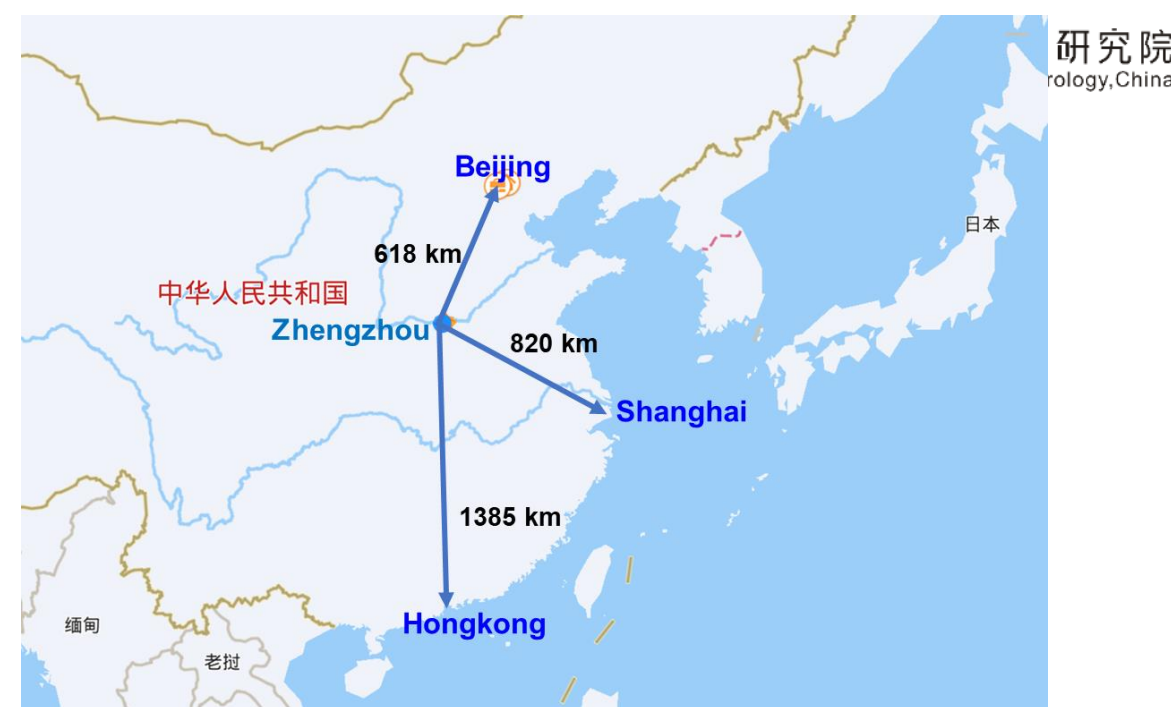 研究院
rology,China
Beijing
日本
618 km
中华人民共和国
Zhengzhou
820 km
Shanghai
1385 km
Hongkong
缅甸
老挝